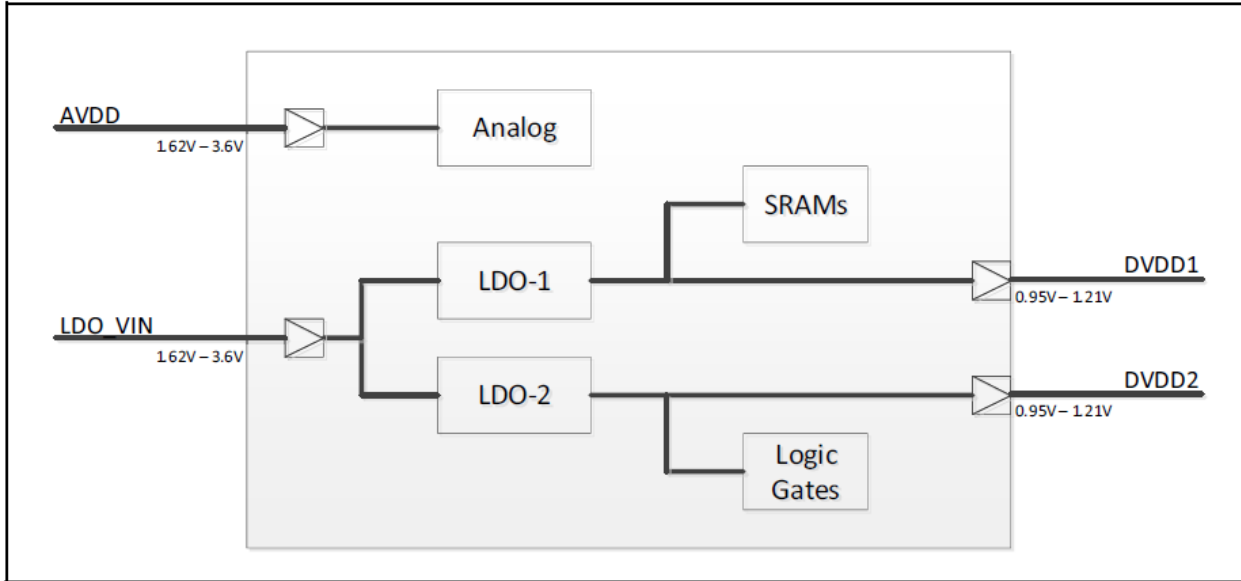 AVDD
1.62V – 3.6V
Analog
SRAMs
LDO-1
DVDD1
0.95V – 1.21V
LDO_VIN
1.62V – 3.6V
LDO-2
DVDD2
0.95V – 1.21V
Logic
Gates